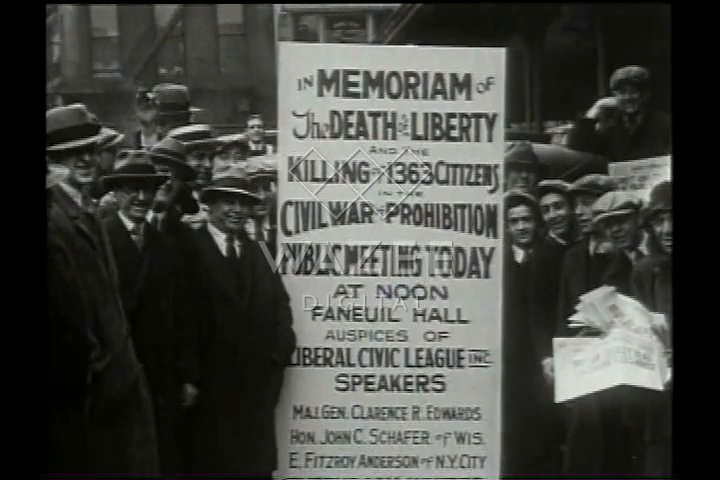 IN MEMORIAM OF
The DEATH OF LIBERTY
AND THE
KILLING OF 1363 CITIZENS
IN THE
CIVIL WAR OF PROHIBITION
PUBLIC MEETING TODAY
AT NOON
FANEUIL HALL
AUSPICES OF
LIBERAL CIVIC LEAGUE INC.
SPEAKERS
MAJ. GEN. CLARENCE R. EDWARDS
HON. JOHN C. SCHAFER of WIS.
E. FITZROY ANDERSON of N.Y. CITY
DIGITAL